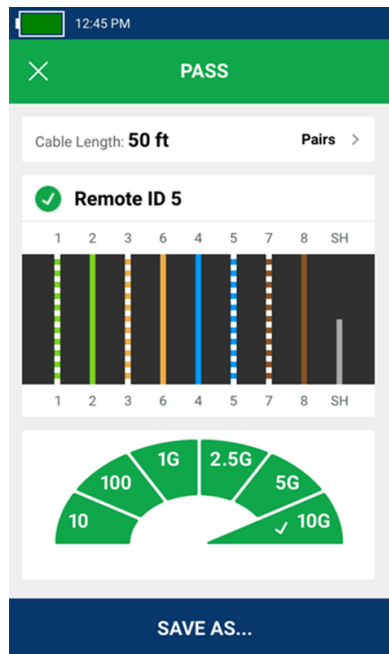 12:45 PM
PASS
Cable Length: 50 ft Pairs >
Remote ID 5
1 2 3 6 4 5 7 8 SH
1 2 3 6 4 5 7 8 SH
10 100 1G 2.5G 5G 10G
SAVE AS...